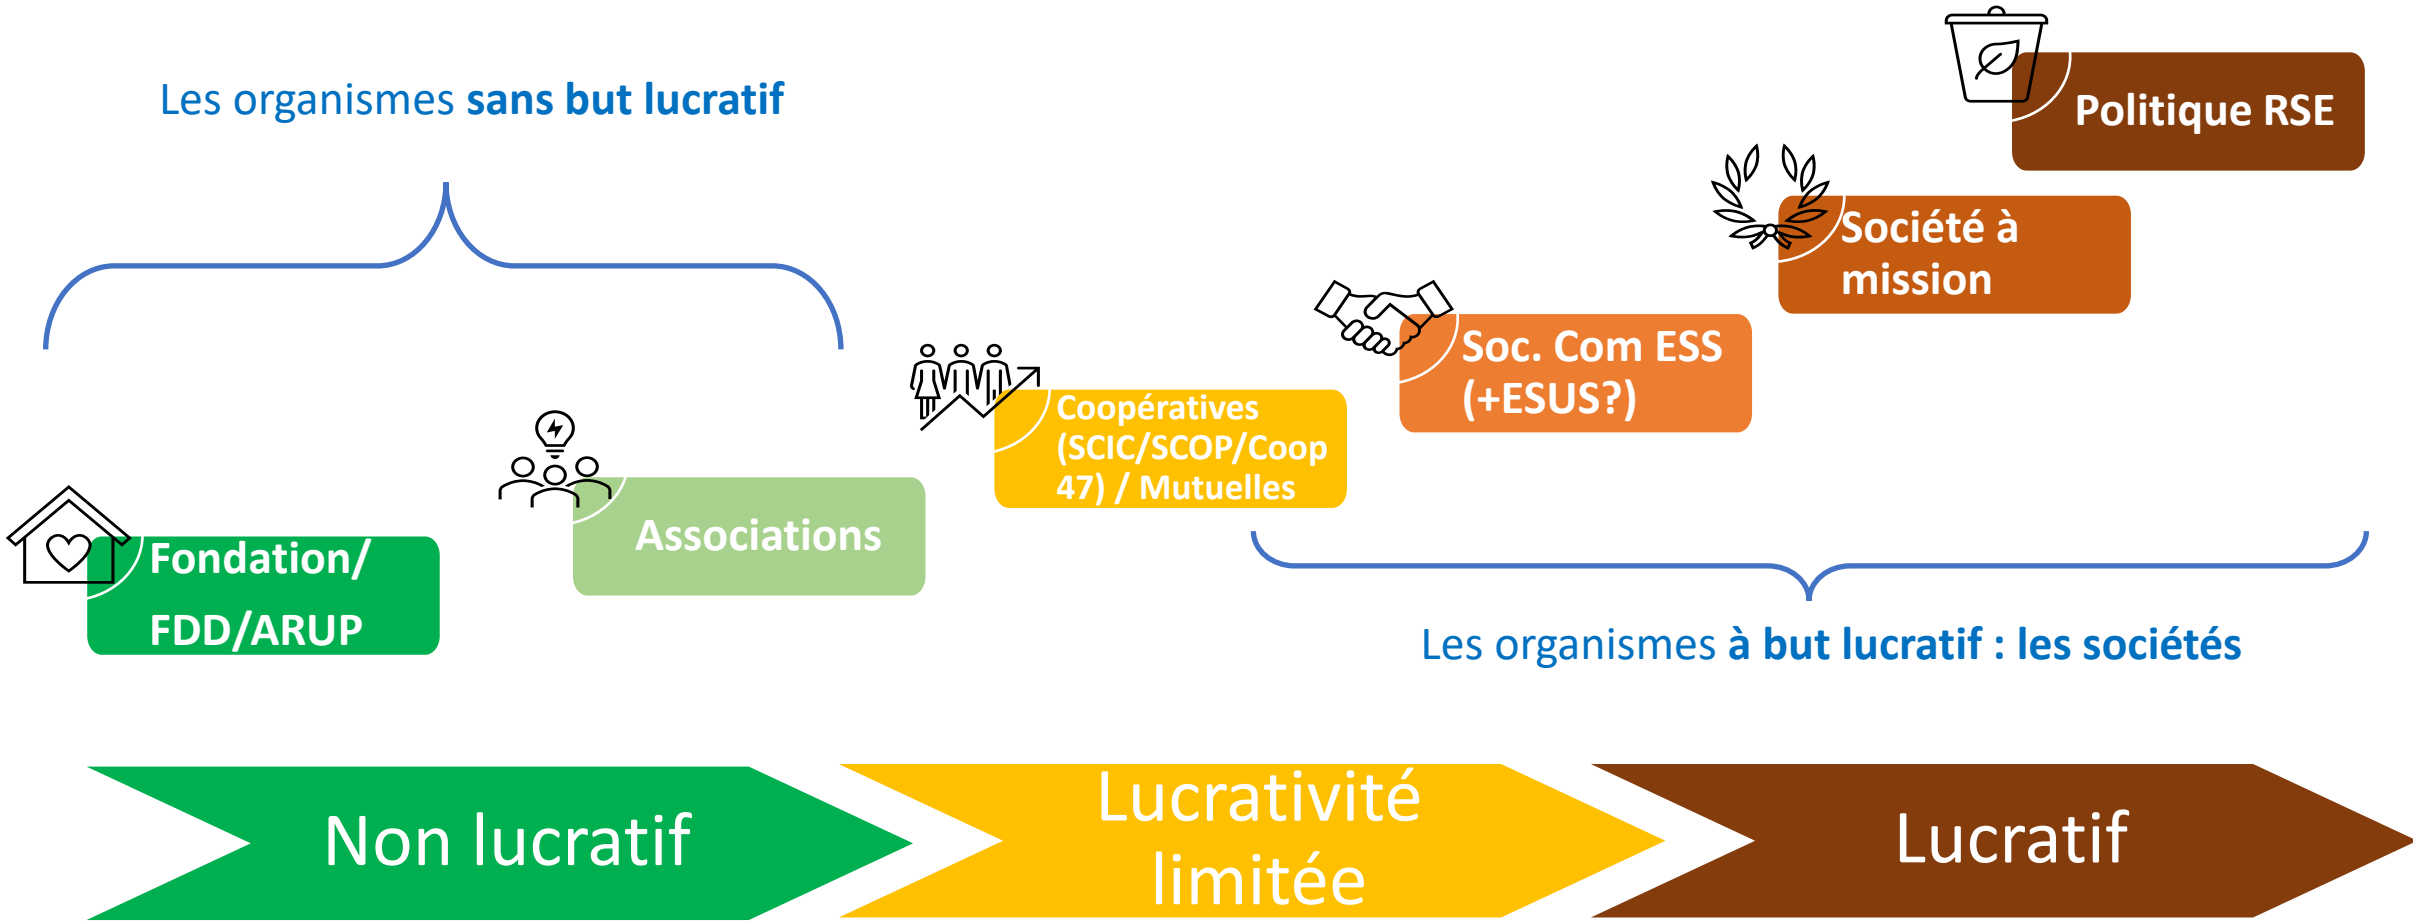 Les organismes sans but lucratif
Politique RSE
Société à
mission
Soc. Com ESS
(+ESUS?)
Coopératives
(SCIC/SCOP/Coop
47) / Mutuelles
Associations
Fondation/
FDD/ARUP
Les organismes à but lucratif : les sociétés
Non lucratif
Lucrativité
limitée
Lucratif